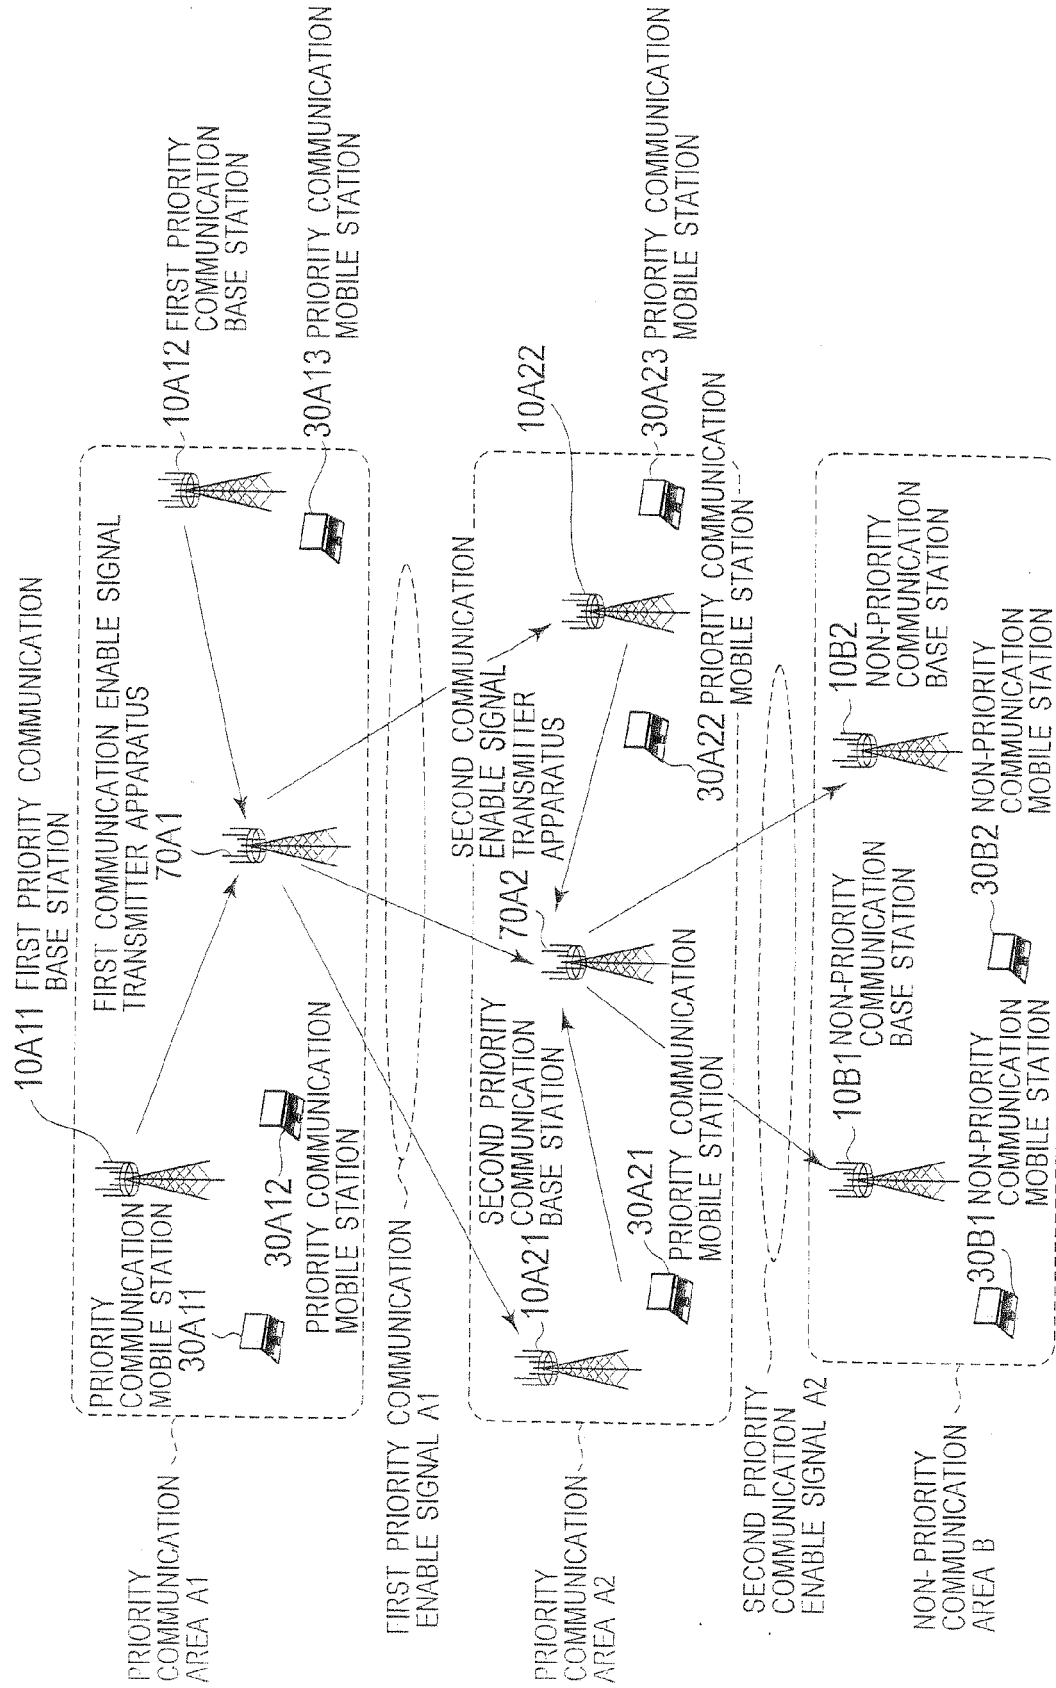 10A11 FIRST PRIORITY COMMUNICATION
BASE STATION
10A12 FIRST PRIORITY
COMMUNICATION
BASE STATION
PRIORITY
COMMUNICATION
AREA A1
PRIORITY
COMMUNICATION
MOBILE STATION
30A11
FIRST COMMUNICATION ENABLE SIGNAL
TRANSMITTER APPARATUS
70A1
30A12
PRIORITY COMMUNICATION
MOBILE STATION
30A13 PRIORITY COMMUNICATION
MOBILE STATION
FIRST PRIORITY COMMUNICATION
ENABLE SIGNAL A1
PRIORITY
COMMUNICATION
AREA A2
SECOND PRIORITY
COMMUNICATION
10A21 BASE STATION
SECOND COMMUNICATION
ENABLE SIGNAL
70A2 TRANSMITTER
APPARATUS
10A22
30A21
PRIORITY COMMUNICATION
MOBILE STATION
30A22 PRIORITY COMMUNICATION
MOBILE STATION
30A23 PRIORITY COMMUNICATION
MOBILE STATION
SECOND PRIORITY
COMMUNICATION
ENABLE SIGNAL A2
NON- PRIORITY
COMMUNICATION
AREA B
10B1 NON-PRIORITY
COMMUNICATION
BASE STATION
10B2
NON-PRIORITY
COMMUNICATION
BASE STATION
30B1 NON-PRIORITY
COMMUNICATION
MOBILE STATION
30B2 NON-PRIORITY
COMMUNICATION
MOBILE STATION